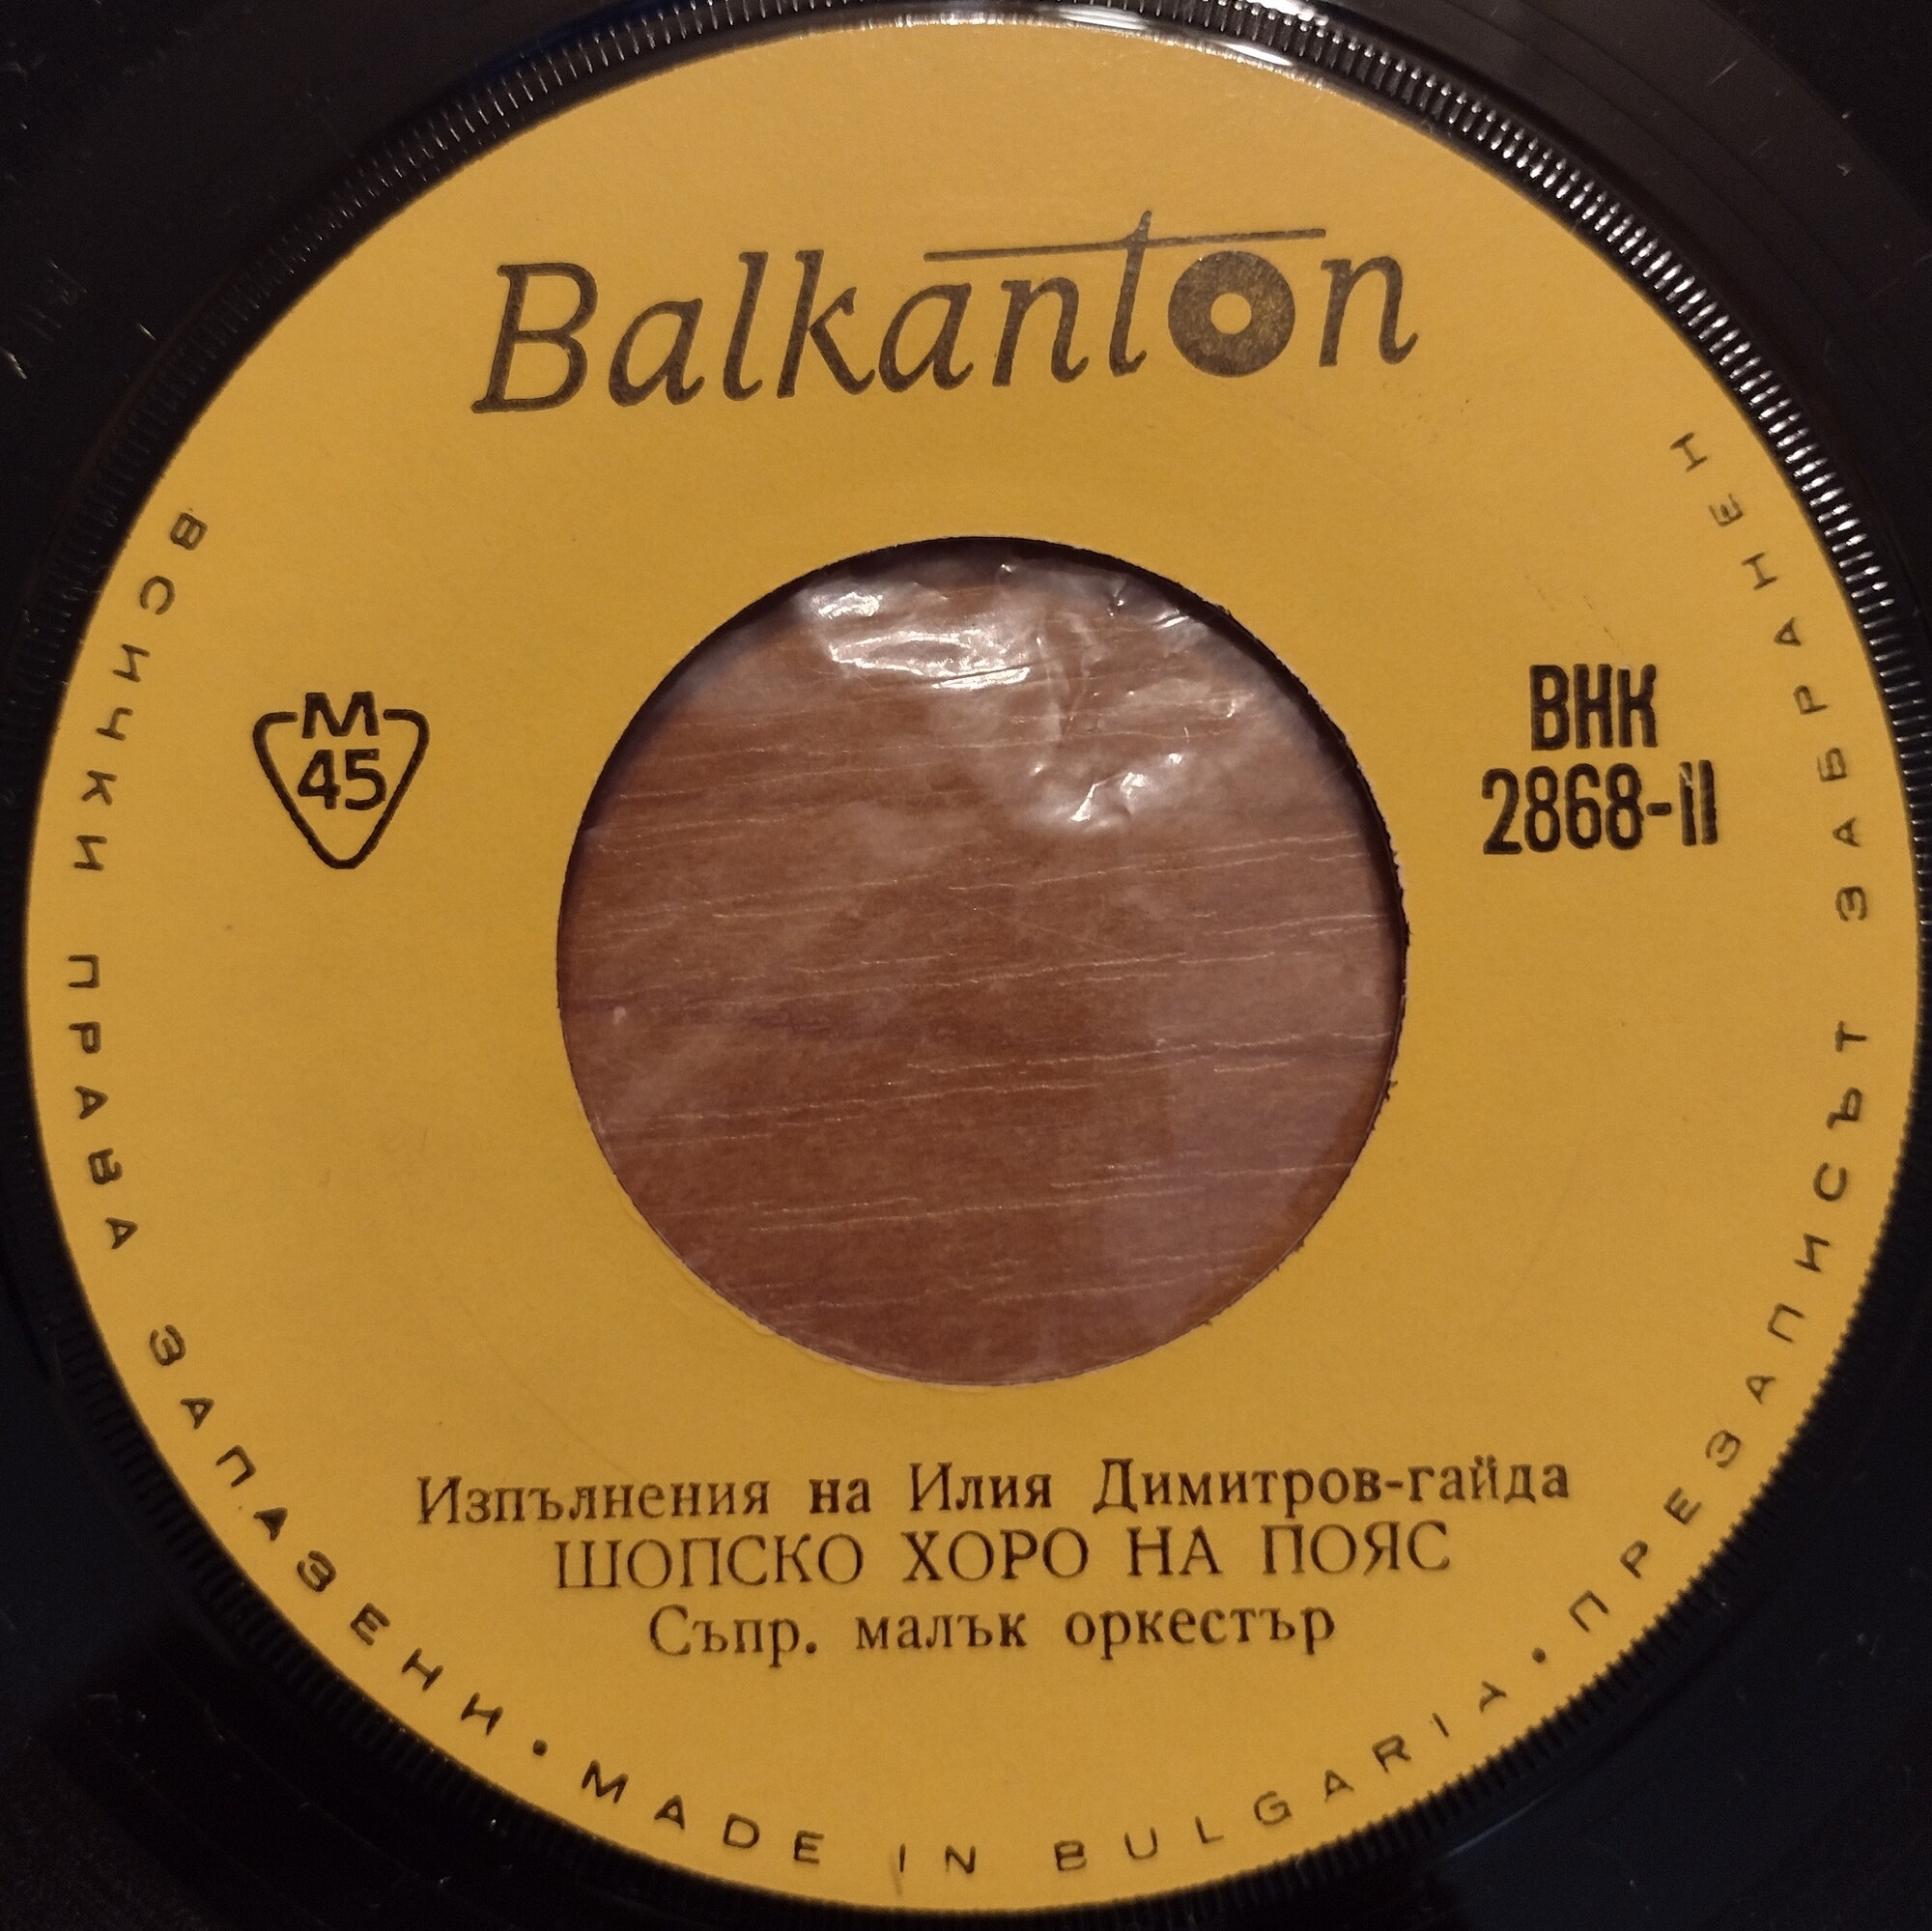 Balkanton
М
45
ВНК
2868-II
Изпълнения на Илия Димитров-гайда
ШОПСКО ХОРО НА ПОЯС
Съпр. малък оркестър
ВСИЧКИ ПРАВА ЗАПАЗЕНИ • MADE IN BULGARIA • ПРЕЗАПИСЪТ ЗАБРАНЕН